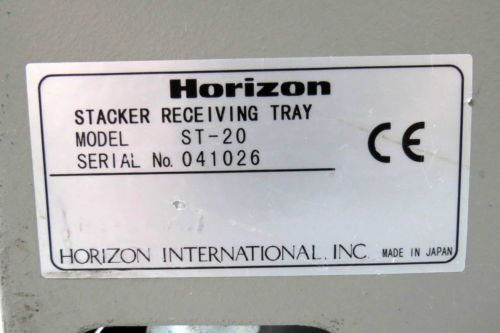 Horizon
STACKER RECEIVING TRAY
MODEL ST-20
SERIAL No. 041026
CE
HORIZON INTERNATIONAL, INC. MADE IN JAPAN